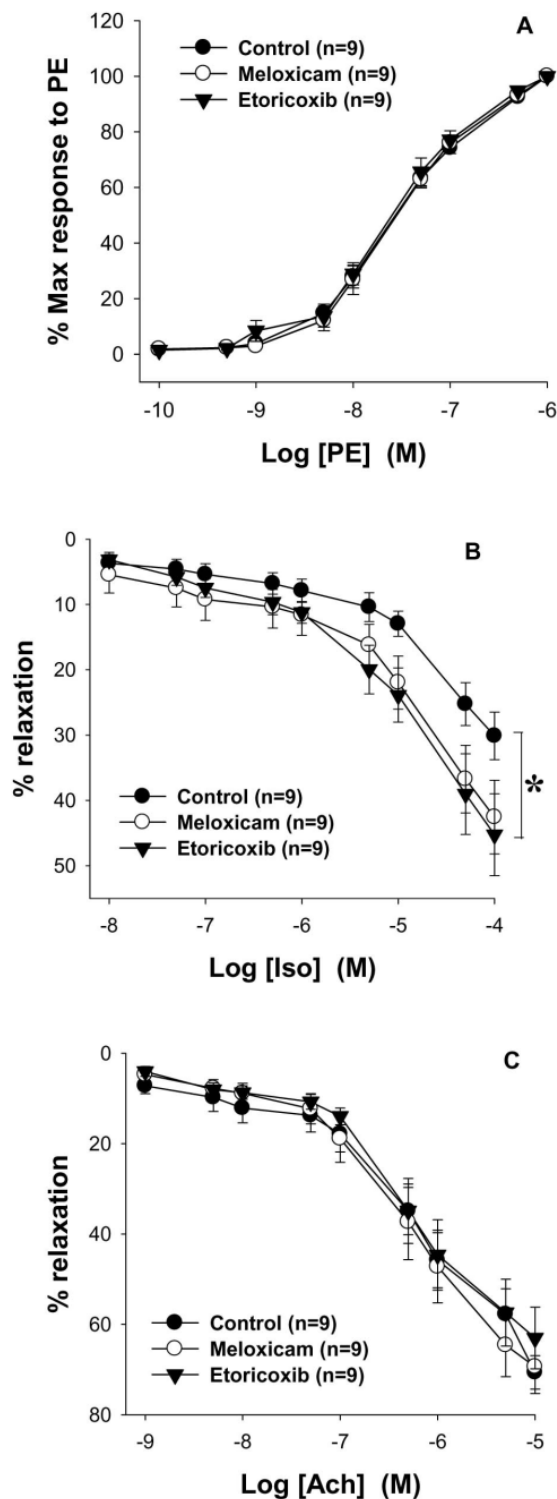 A
Control (n=9)
Meloxicam (n=9)
Etoricoxib (n=9)
% Max response to PE
120
100
80
60
40
20
0
-10 -9 -8 -7 -6
Log [PE] (M)
B
% relaxation
0
10
20
30
40
50
*
Control (n=9)
Meloxicam (n=9)
Etoricoxib (n=9)
-8 -7 -6 -5 -4
Log [Iso] (M)
C
% relaxation
0
20
40
60
80
Control (n=9)
Meloxicam (n=9)
Etoricoxib (n=9)
-9 -8 -7 -6 -5
Log [Ach] (M)